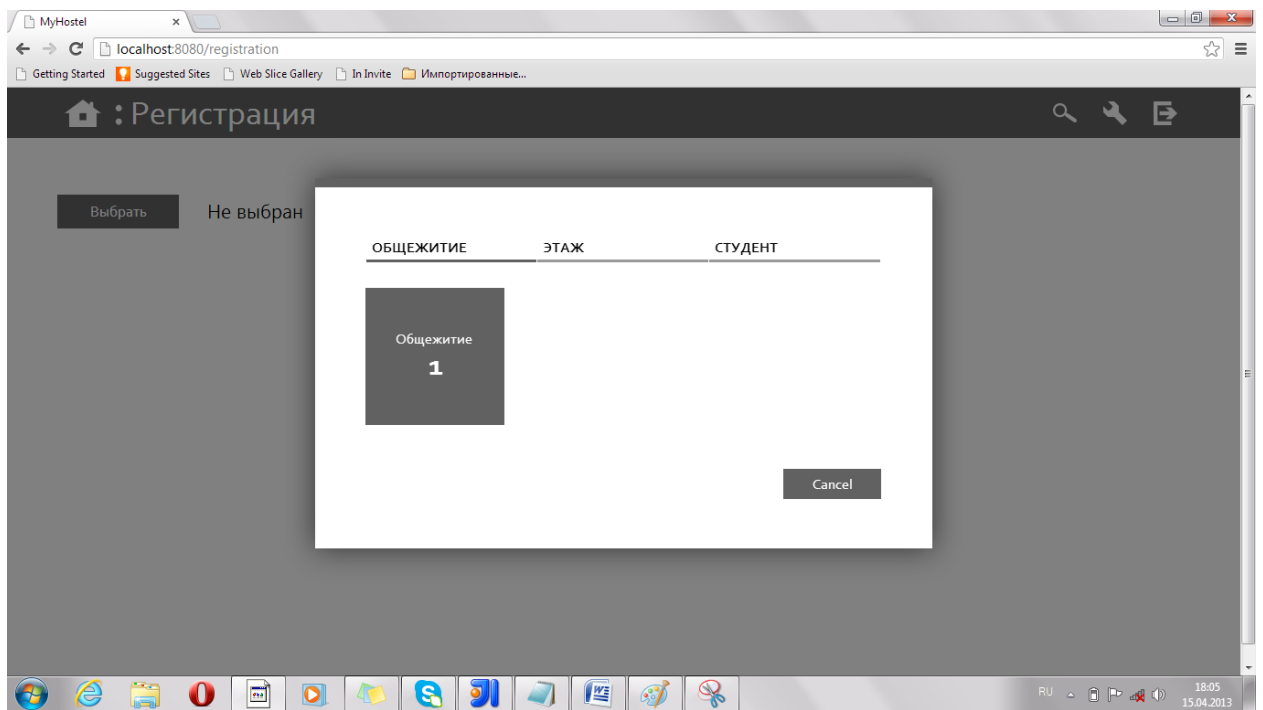 MyHostel
localhost:8080/registration
Getting Started Suggested Sites Web Slice Gallery In Invite Импортированные...
: Регистрация
Выбрать Не выбран
ОБЩЕЖИТИЕ ЭТАЖ СТУДЕНТ
Общежитие
1
Cancel
RU 18:05
15.04.2013